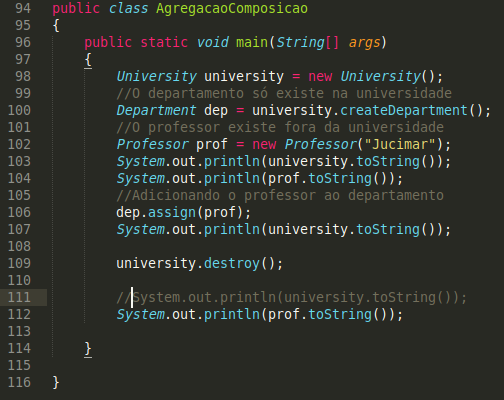 94 public class AgregacaoComposicao
95 {
96 public static void main(String[] args)
97 {
98 University university = new University();
99 //O departamento só existe na universidade
100 Department dep = university.createDepartment();
101 //O professor existe fora da universidade
102 Professor prof = new Professor("Jucimar");
103 System.out.println(university.toString());
104 System.out.println(prof.toString());
105 //Adicionando o professor ao departamento
106 dep.assign(prof);
107 System.out.println(university.toString());
108
109 university.destroy();
110
111 //System.out.println(university.toString());
112 System.out.println(prof.toString());
113
114 }
115
116 }